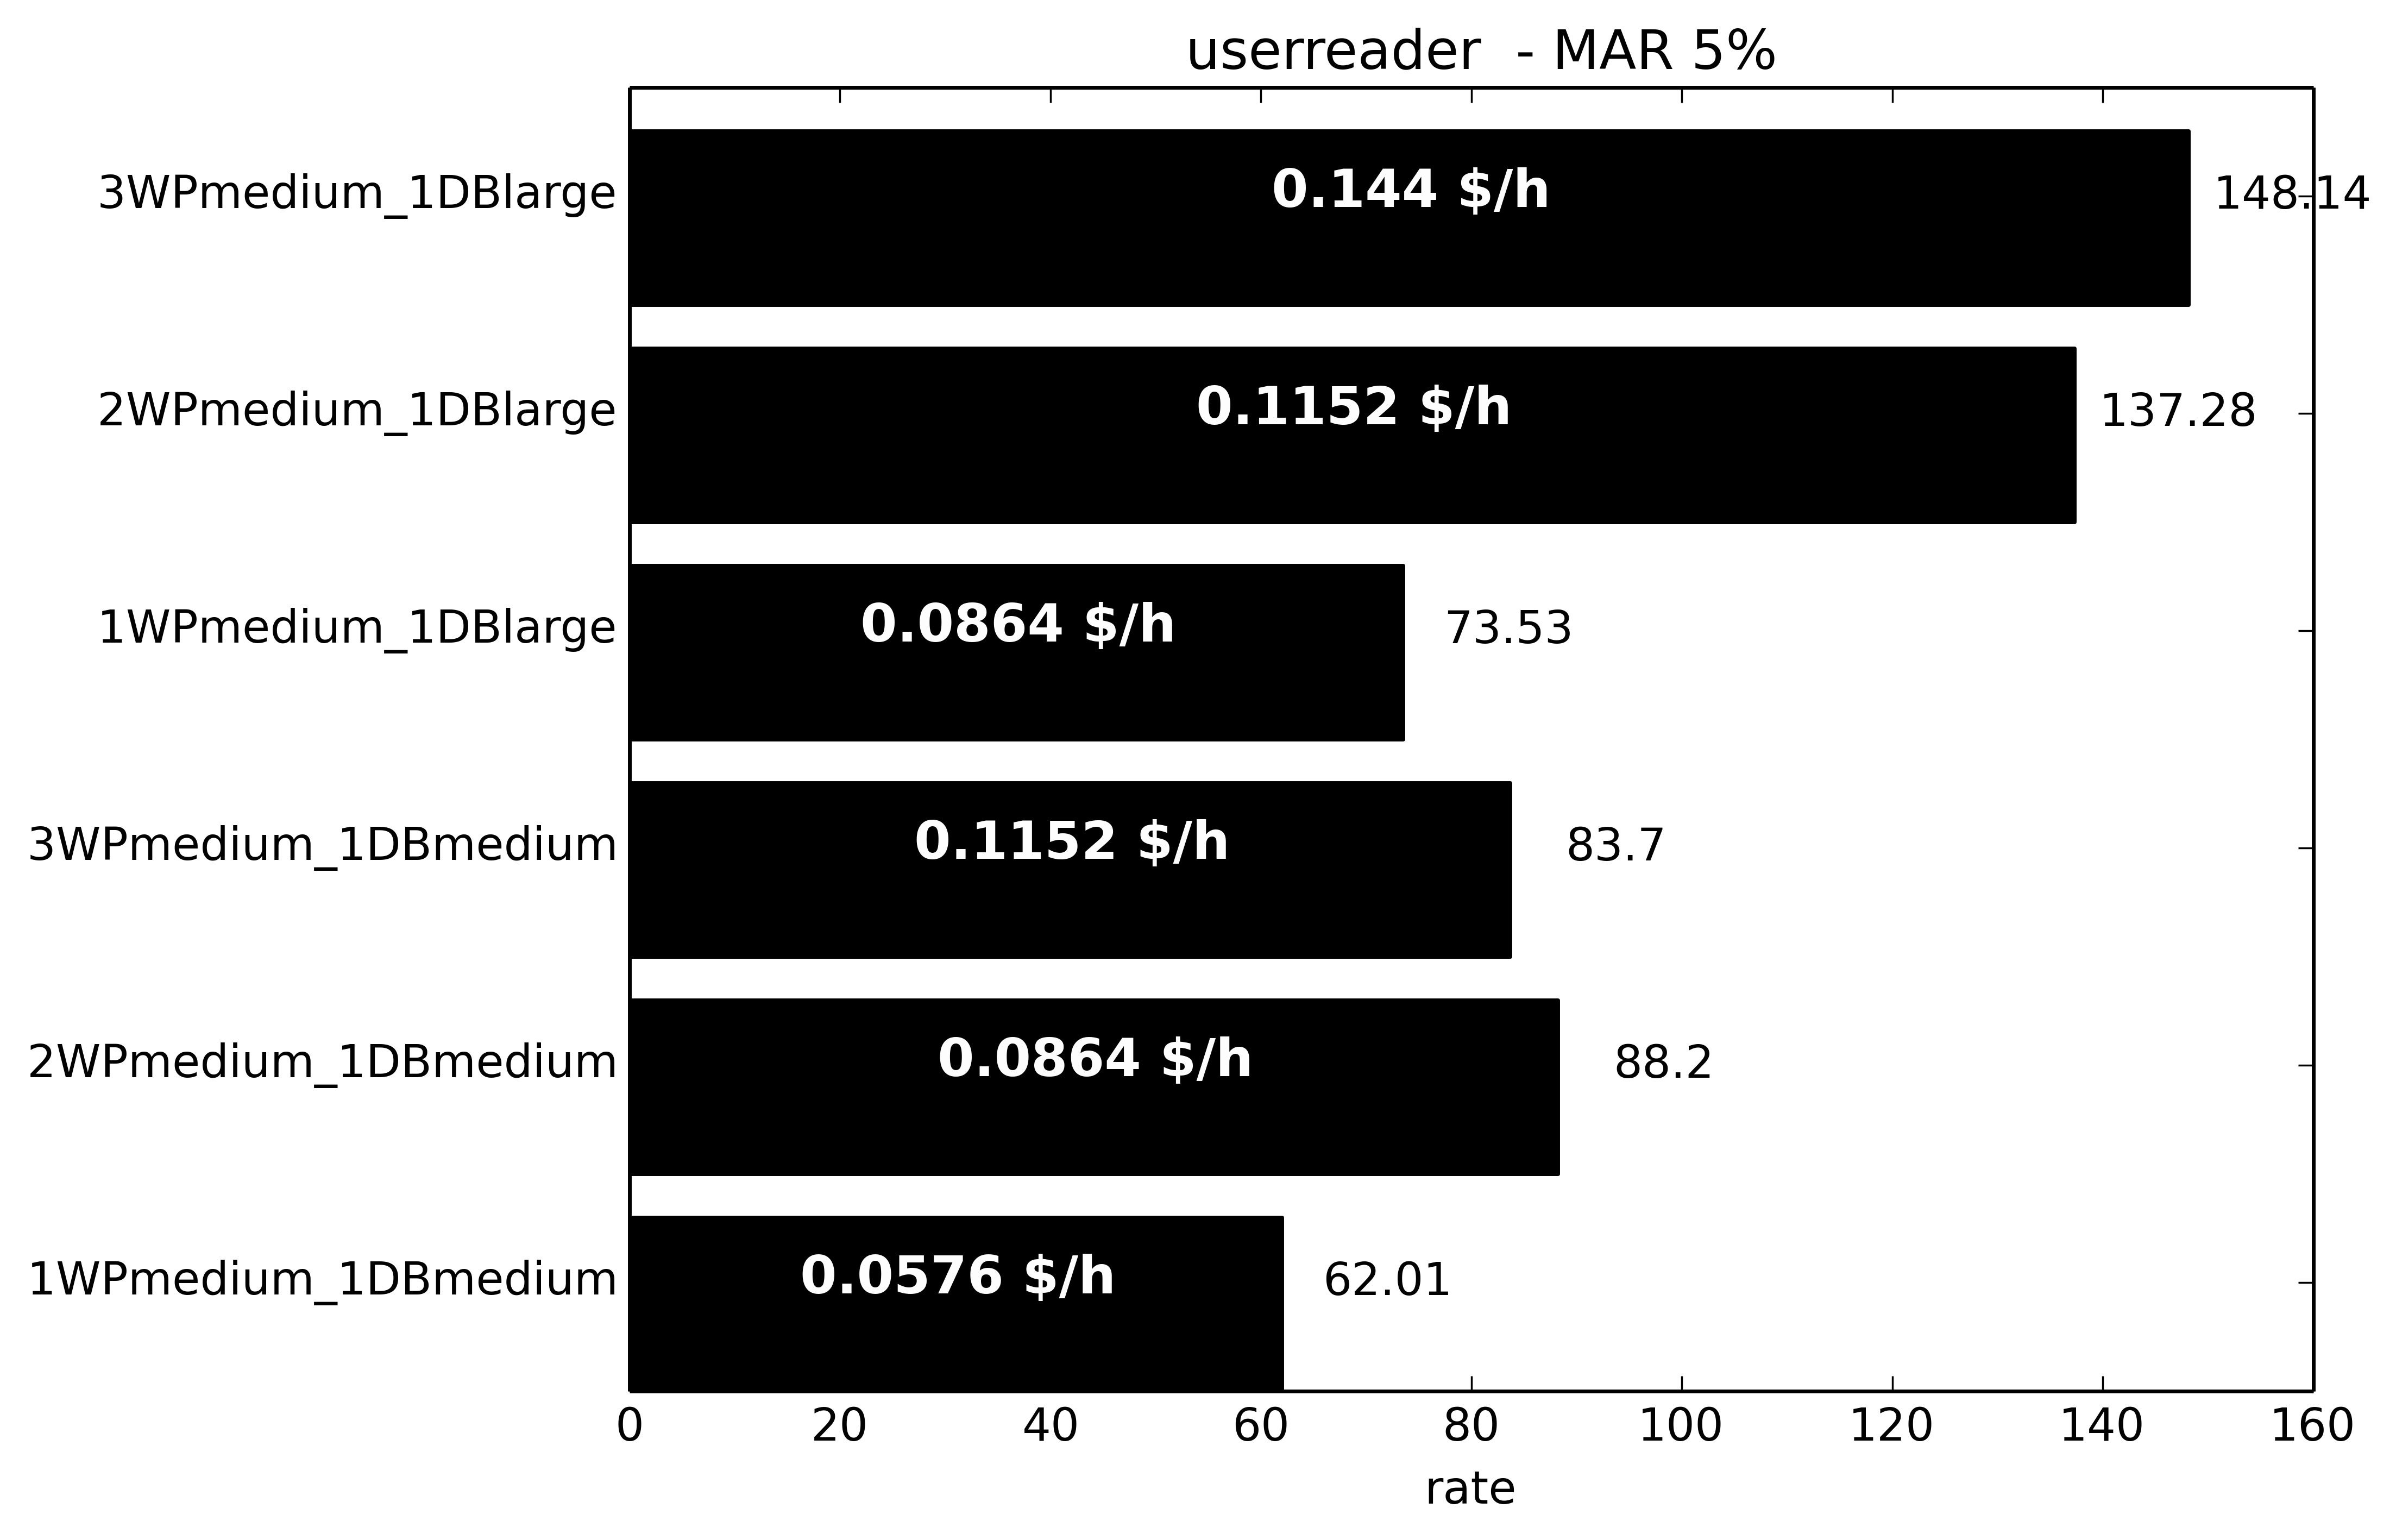 userreader  - MAR 5%
3WPmedium_1DBlarge 0.144 $/h 148.14
2WPmedium_1DBlarge 0.1152 $/h 137.28
1WPmedium_1DBlarge 0.0864 $/h 73.53
3WPmedium_1DBmedium 0.1152 $/h 83.7
2WPmedium_1DBmedium 0.0864 $/h 88.2
1WPmedium_1DBmedium 0.0576 $/h 62.01
0 20 40 60 80 100 120 140 160
rate